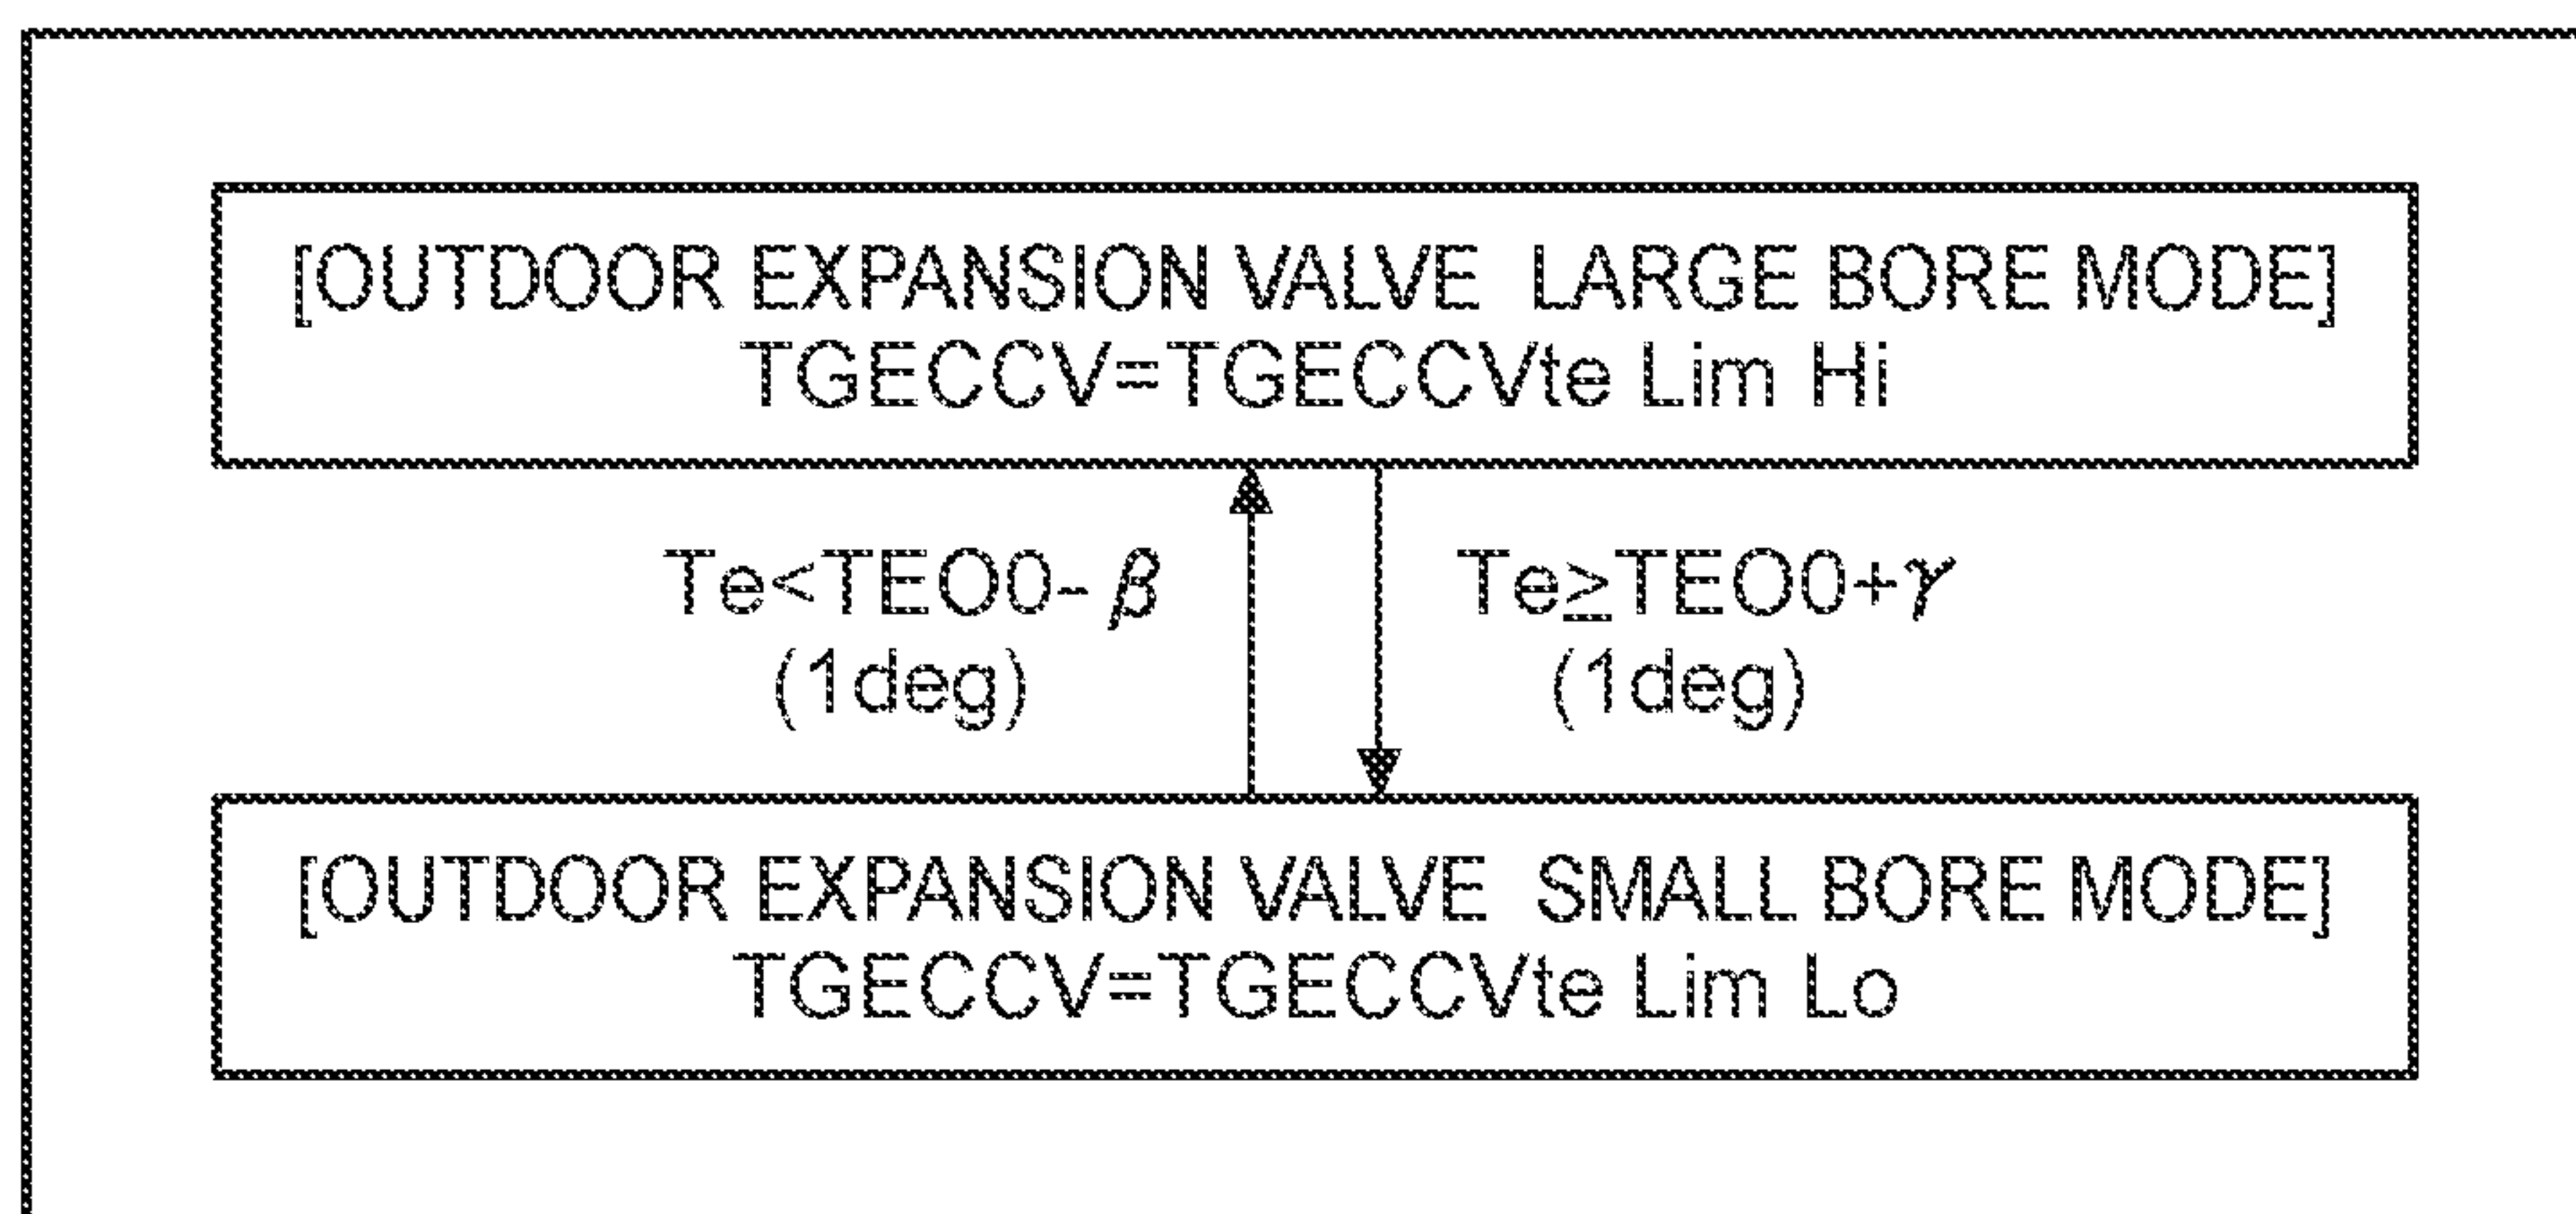 [OUTDOOR EXPANSION VALVE LARGE BORE MODE]
TGECCV=TGECCVte Lim Hi
Te<TEO0-β
(1deg)
Te≧TEO0+γ
(1deg)
[OUTDOOR EXPANSION VALVE SMALL BORE MODE]
TGECCV=TGECCVte Lim Lo